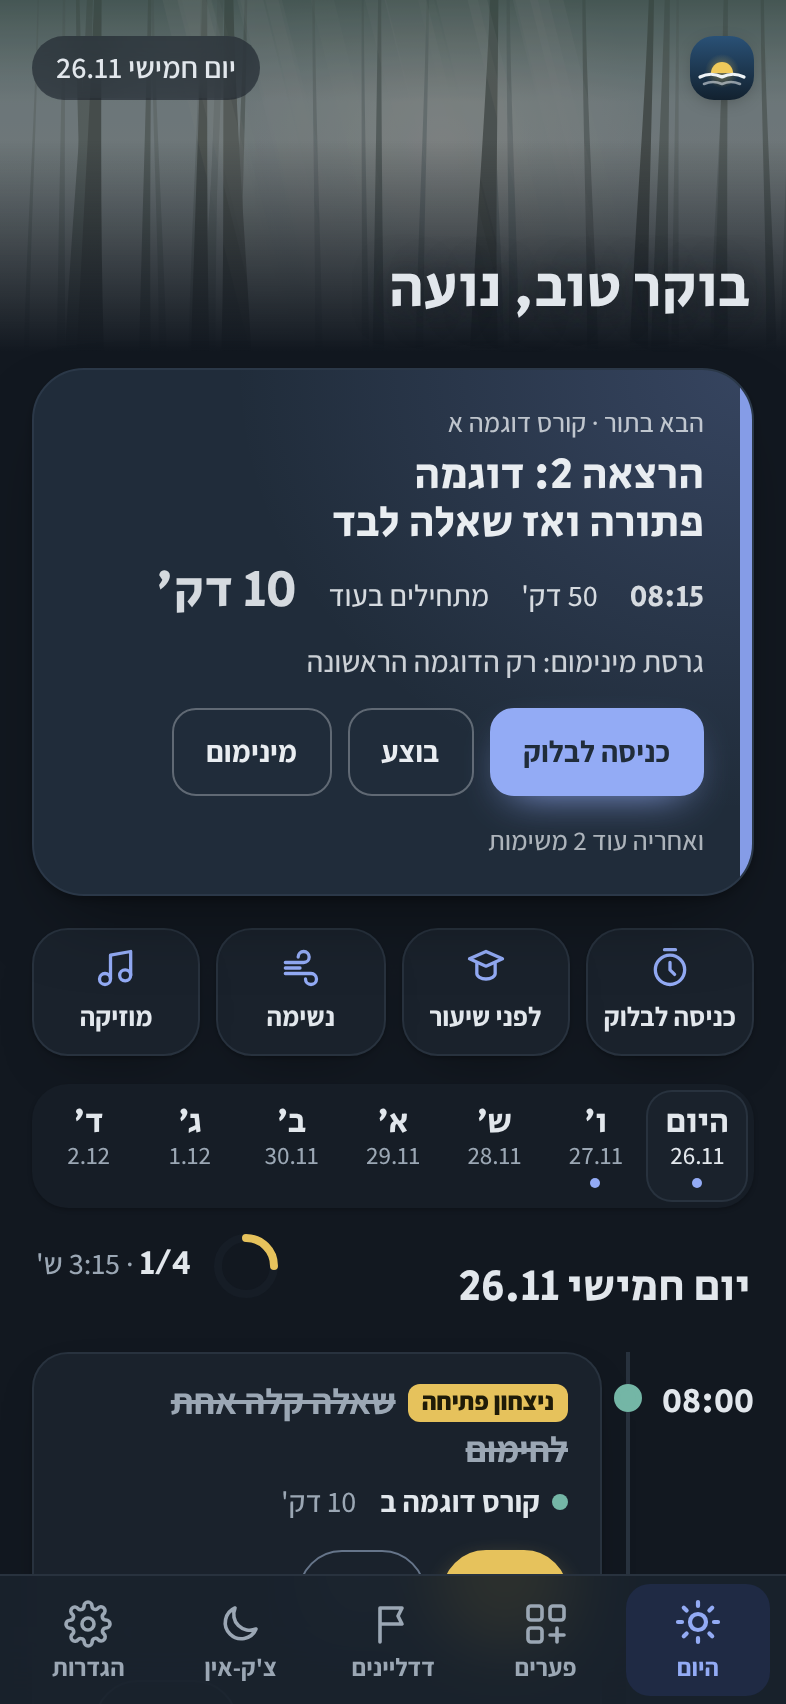 יום חמישי 26.11
בוקר טוב, נועה
הבא בתור · קורס דוגמה א
הרצאה 2: דוגמה
פתורה ואז שאלה לבד
08:15 50 דק' מתחילים בעוד 10 דק׳
גרסת מינימום: רק הדוגמה הראשונה
כניסה לבלוק בוצע מינימום
ואחריה עוד 2 משימות
כניסה לבלוק לפני שיעור נשימה מוזיקה
היום ו׳ ש׳ א׳ ב׳ ג׳ ד׳
26.11 27.11 28.11 29.11 30.11 1.12 2.12
יום חמישי 26.11 1/4 · 3:15 ש'
08:00 ניצחון פתיחה שאלה קלה אחת
לחימום
קורס דוגמה ב 10 דק'
היום פערים דדליינים צ'ק-אין הגדרות